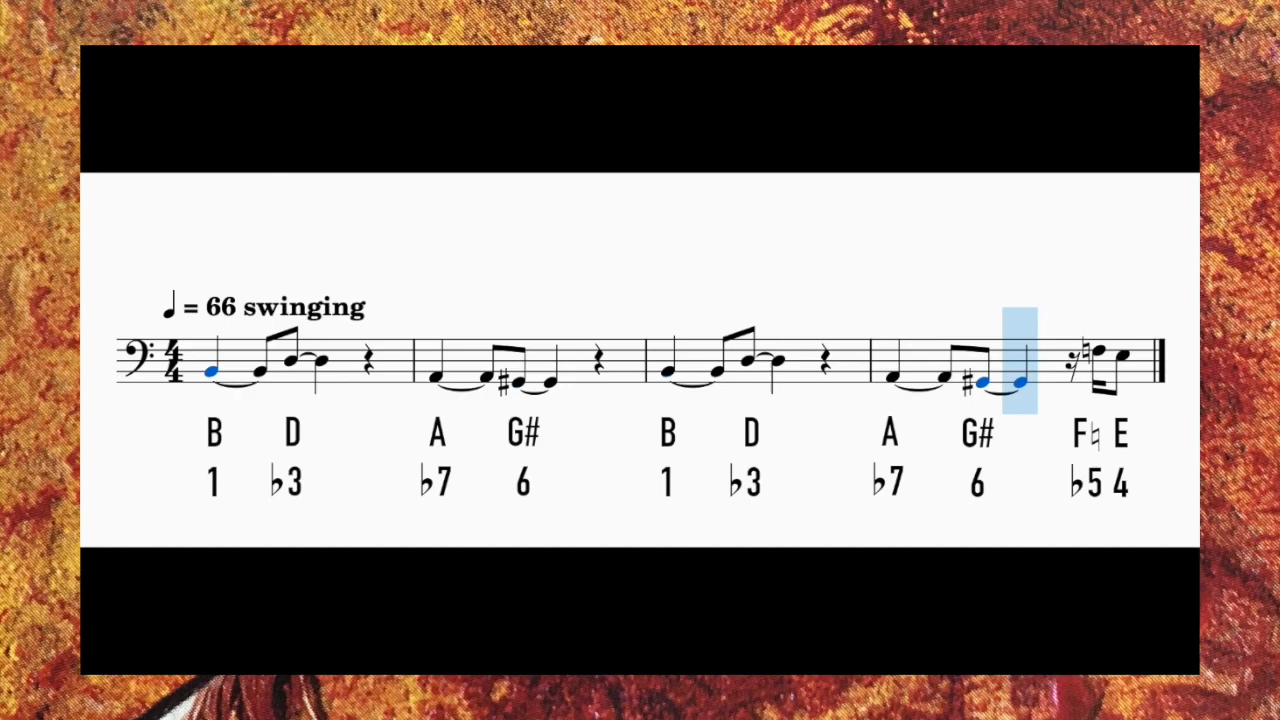 ♩ = 66 swinging
4
4
B D A G# B D A G# F♮ E
1 ♭3 ♭7 6 1 ♭3 ♭7 6 ♭5 4